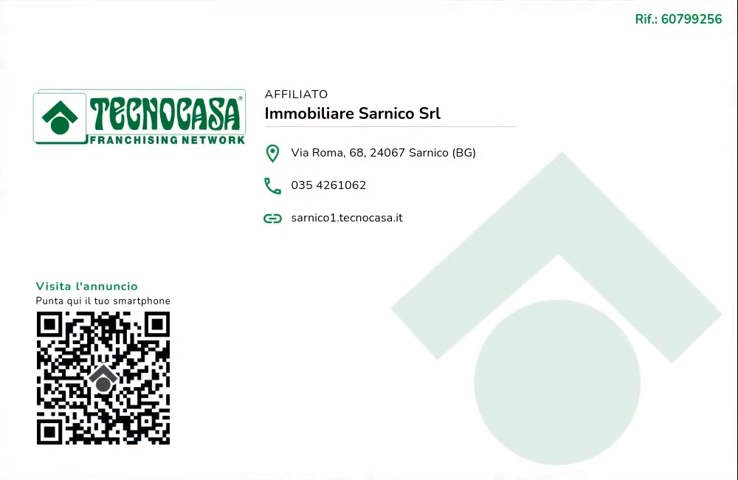 Rif.: 60799256
TECNOCASA®
FRANCHISING NETWORK
AFFILIATO
Immobiliare Sarnico Srl
Via Roma, 68, 24067 Sarnico (BG)
035 4261062
sarnico1.tecnocasa.it
Visita l'annuncio
Punta qui il tuo smartphone